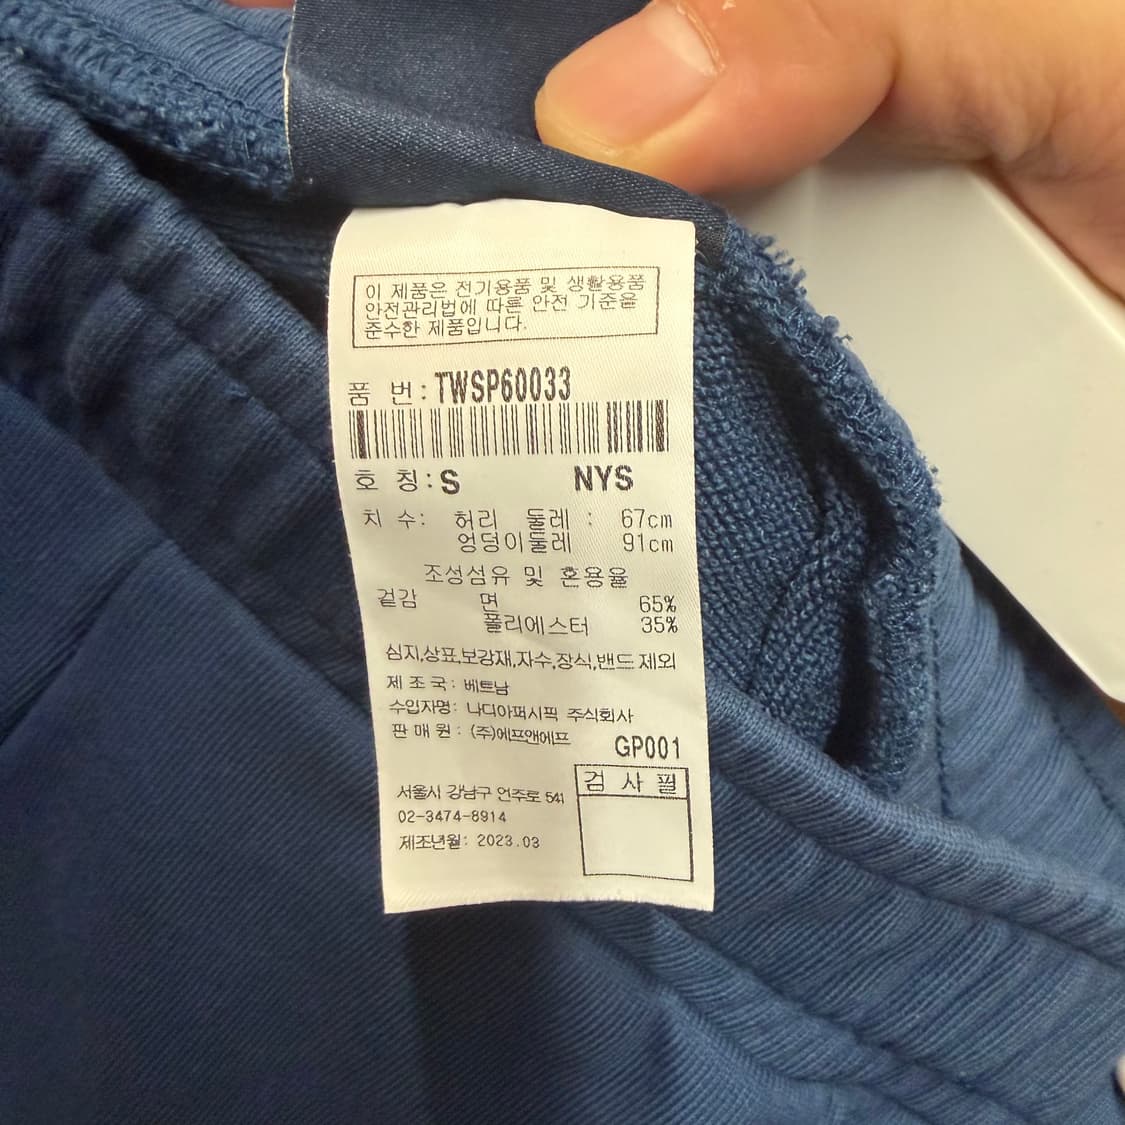 이 제품은 전기용품 및 생활용품
안전관리법에 따른 안전 기준을
준수한 제품입니다.
품 번:TWSP60033
호 칭:S NYS
치 수: 허리 둘레 : 67cm
엉덩이둘레 91cm
조성섬유 및 혼용율
겉감 면 65%
폴리에스터 35%
심지,상표,보강재,자수,장식,밴드 제외
제 조 국: 베트남
수입자명: 나디아퍼시픽 주식회사
판 매 원: (주)에프앤에프
GP001
검 사 필
서울시 강남구 언주로 541
02-3474-8914
제조년월: 2023.03